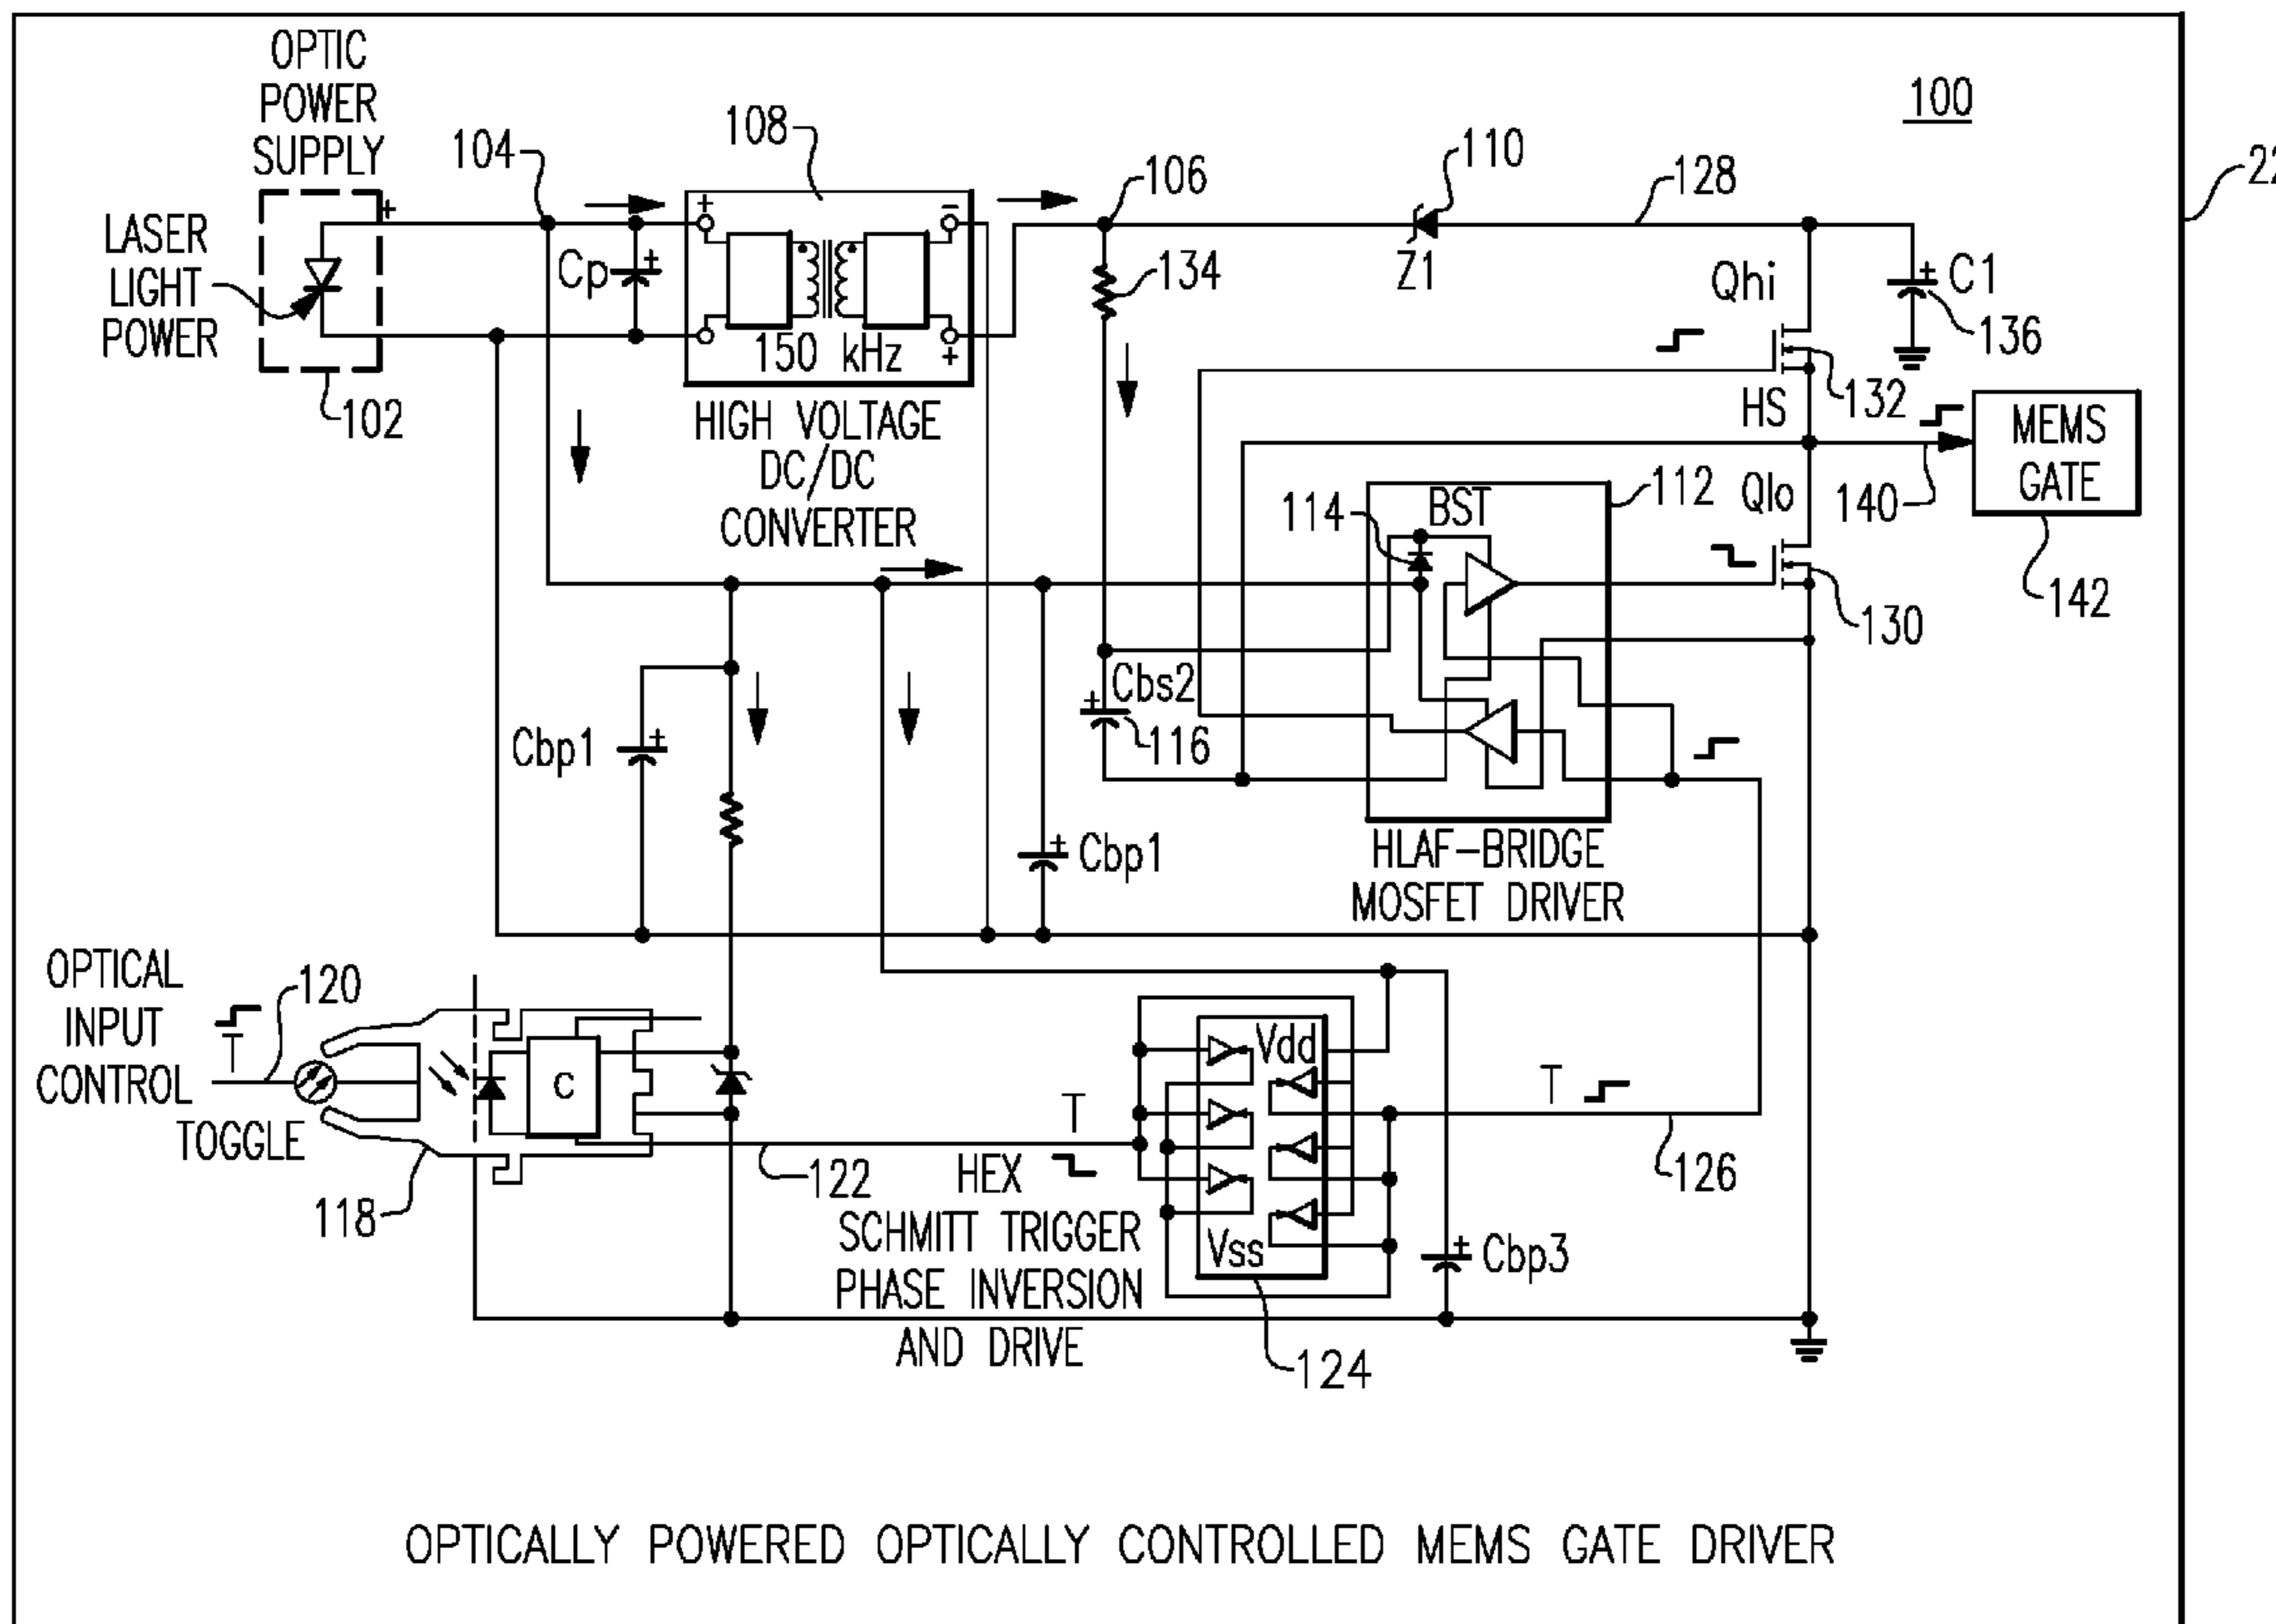 OPTIC
POWER
SUPPLY
100
108
104
106
110
128
22
+
+
−
LASER
LIGHT
POWER
Cp
+
134
Z1
Qhi
+
C1
136
150 kHz
+
102
HIGH VOLTAGE
DC/DC
CONVERTER
HS
132
MEMS
GATE
140
142
114
BST
112
Qlo
130
Cbp1
+
+
Cbs2
116
+
Cbp1
HLAF-BRIDGE
MOSFET DRIVER
OPTICAL
INPUT
CONTROL
TOGGLE
120
T
118
C
122
T
HEX
SCHMITT TRIGGER
PHASE INVERSION
AND DRIVE
Vdd
Vss
124
T
126
+
Cbp3
OPTICALLY POWERED OPTICALLY CONTROLLED MEMS GATE DRIVER